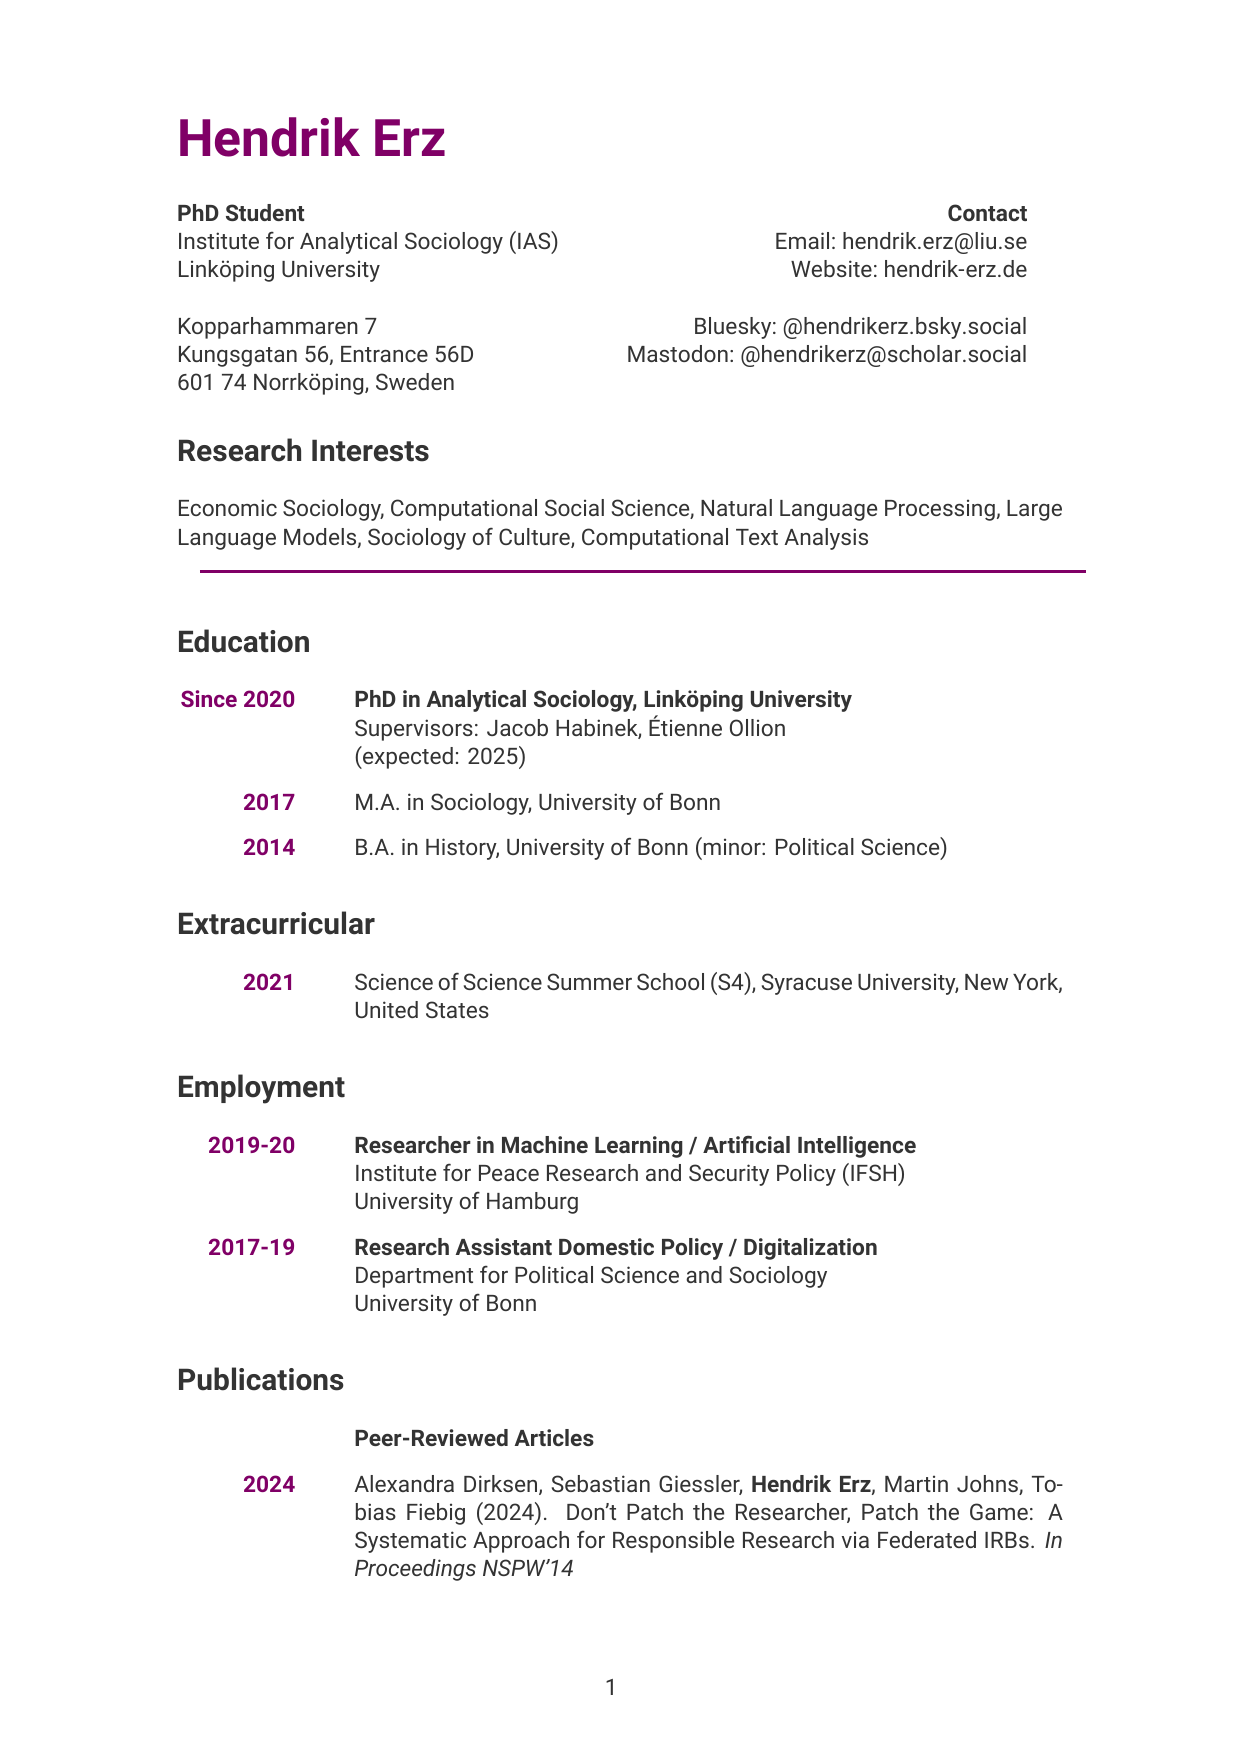 Hendrik Erz
PhD Student
Institute for Analytical Sociology (IAS)
Linköping University
Kopparhammaren 7
Kungsgatan 56, Entrance 56D
601 74 Norrköping, Sweden
Contact
Email: hendrik.erz@liu.se
Website: hendrik-erz.de
Bluesky: @hendrikerz.bsky.social
Mastodon: @hendrikerz@scholar.social
Research Interests
Economic Sociology, Computational Social Science, Natural Language Processing, Large
Language Models, Sociology of Culture, Computational Text Analysis
Education
Since 2020 PhD in Analytical Sociology, Linköping University
Supervisors: Jacob Habinek, Étienne Ollion
(expected: 2025)
2017 M.A. in Sociology, University of Bonn
2014 B.A. in History, University of Bonn (minor: Political Science)
Extracurricular
2021 Science of Science Summer School (S4), Syracuse University, New York,
United States
Employment
2019-20 Researcher in Machine Learning / Artificial Intelligence
Institute for Peace Research and Security Policy (IFSH)
University of Hamburg
2017-19 Research Assistant Domestic Policy / Digitalization
Department for Political Science and Sociology
University of Bonn
Publications
Peer-Reviewed Articles
2024 Alexandra Dirksen, Sebastian Giessler, Hendrik Erz, Martin Johns, To-
bias Fiebig (2024). Don’t Patch the Researcher, Patch the Game: A
Systematic Approach for Responsible Research via Federated IRBs. In
Proceedings NSPW’14
1